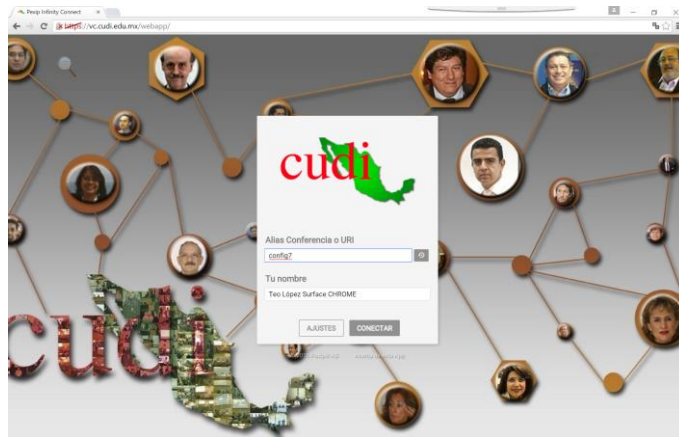 Pexip Infinity Connect
https://vc.cudi.edu.mx/webapp/
cudi
Alias Conferencia o URI
config7
Tu nombre
Teo López Surface CHROME
AJUSTES CONECTAR
cudi